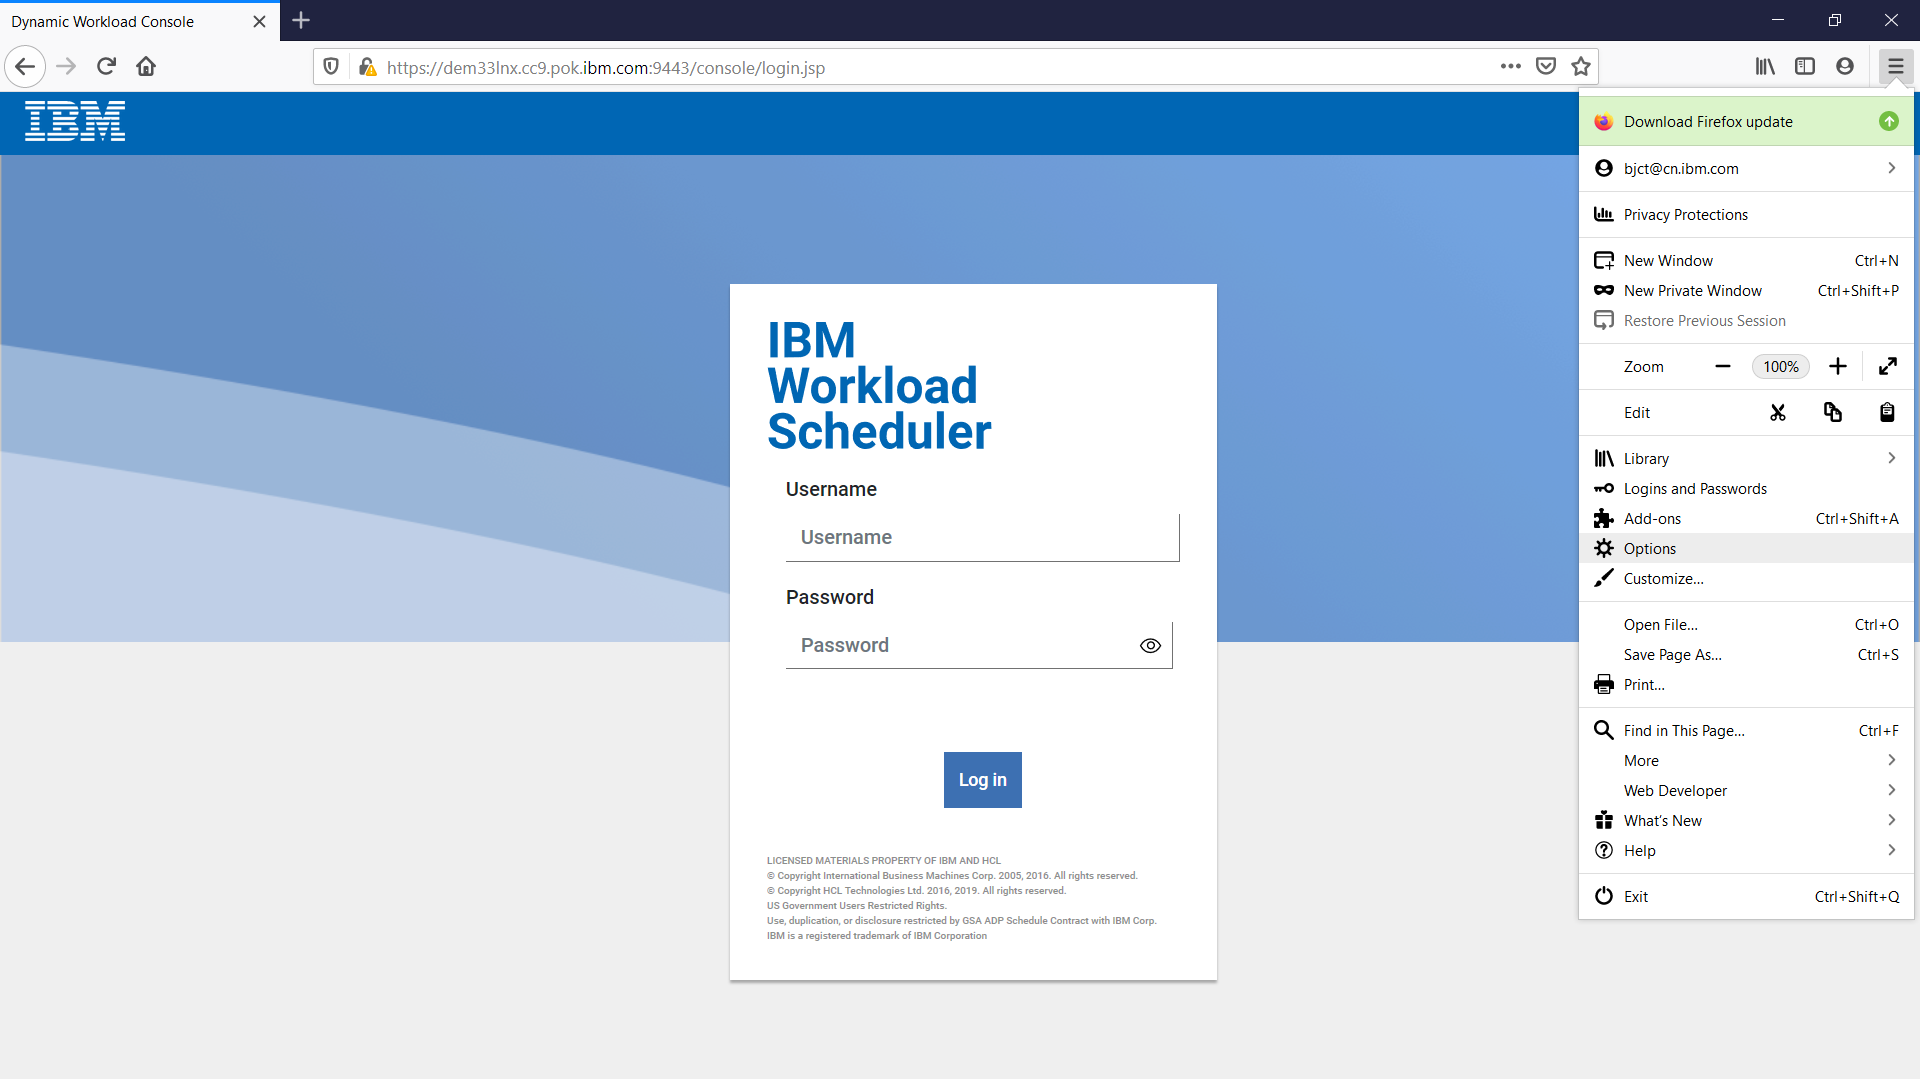 Dynamic Workload Console
https://dem33lnx.cc9.pok.ibm.com:9443/console/login.jsp
IBM
IBM
Workload
Scheduler
Username
Username
Password
Password
Log in
LICENSED MATERIALS PROPERTY OF IBM AND HCL
© Copyright International Business Machines Corp. 2005, 2016. All rights reserved.
© Copyright HCL Technologies Ltd. 2016, 2019. All rights reserved.
US Government Users Restricted Rights.
Use, duplication, or disclosure restricted by GSA ADP Schedule Contract with IBM Corp.
IBM is a registered trademark of IBM Corporation
Download Firefox update
bjct@cn.ibm.com
Privacy Protections
New Window Ctrl+N
New Private Window Ctrl+Shift+P
Restore Previous Session
Zoom 100%
Edit
Library
Logins and Passwords
Add-ons Ctrl+Shift+A
Options
Customize...
Open File... Ctrl+O
Save Page As... Ctrl+S
Print...
Find in This Page... Ctrl+F
More
Web Developer
What's New
Help
Exit Ctrl+Shift+Q